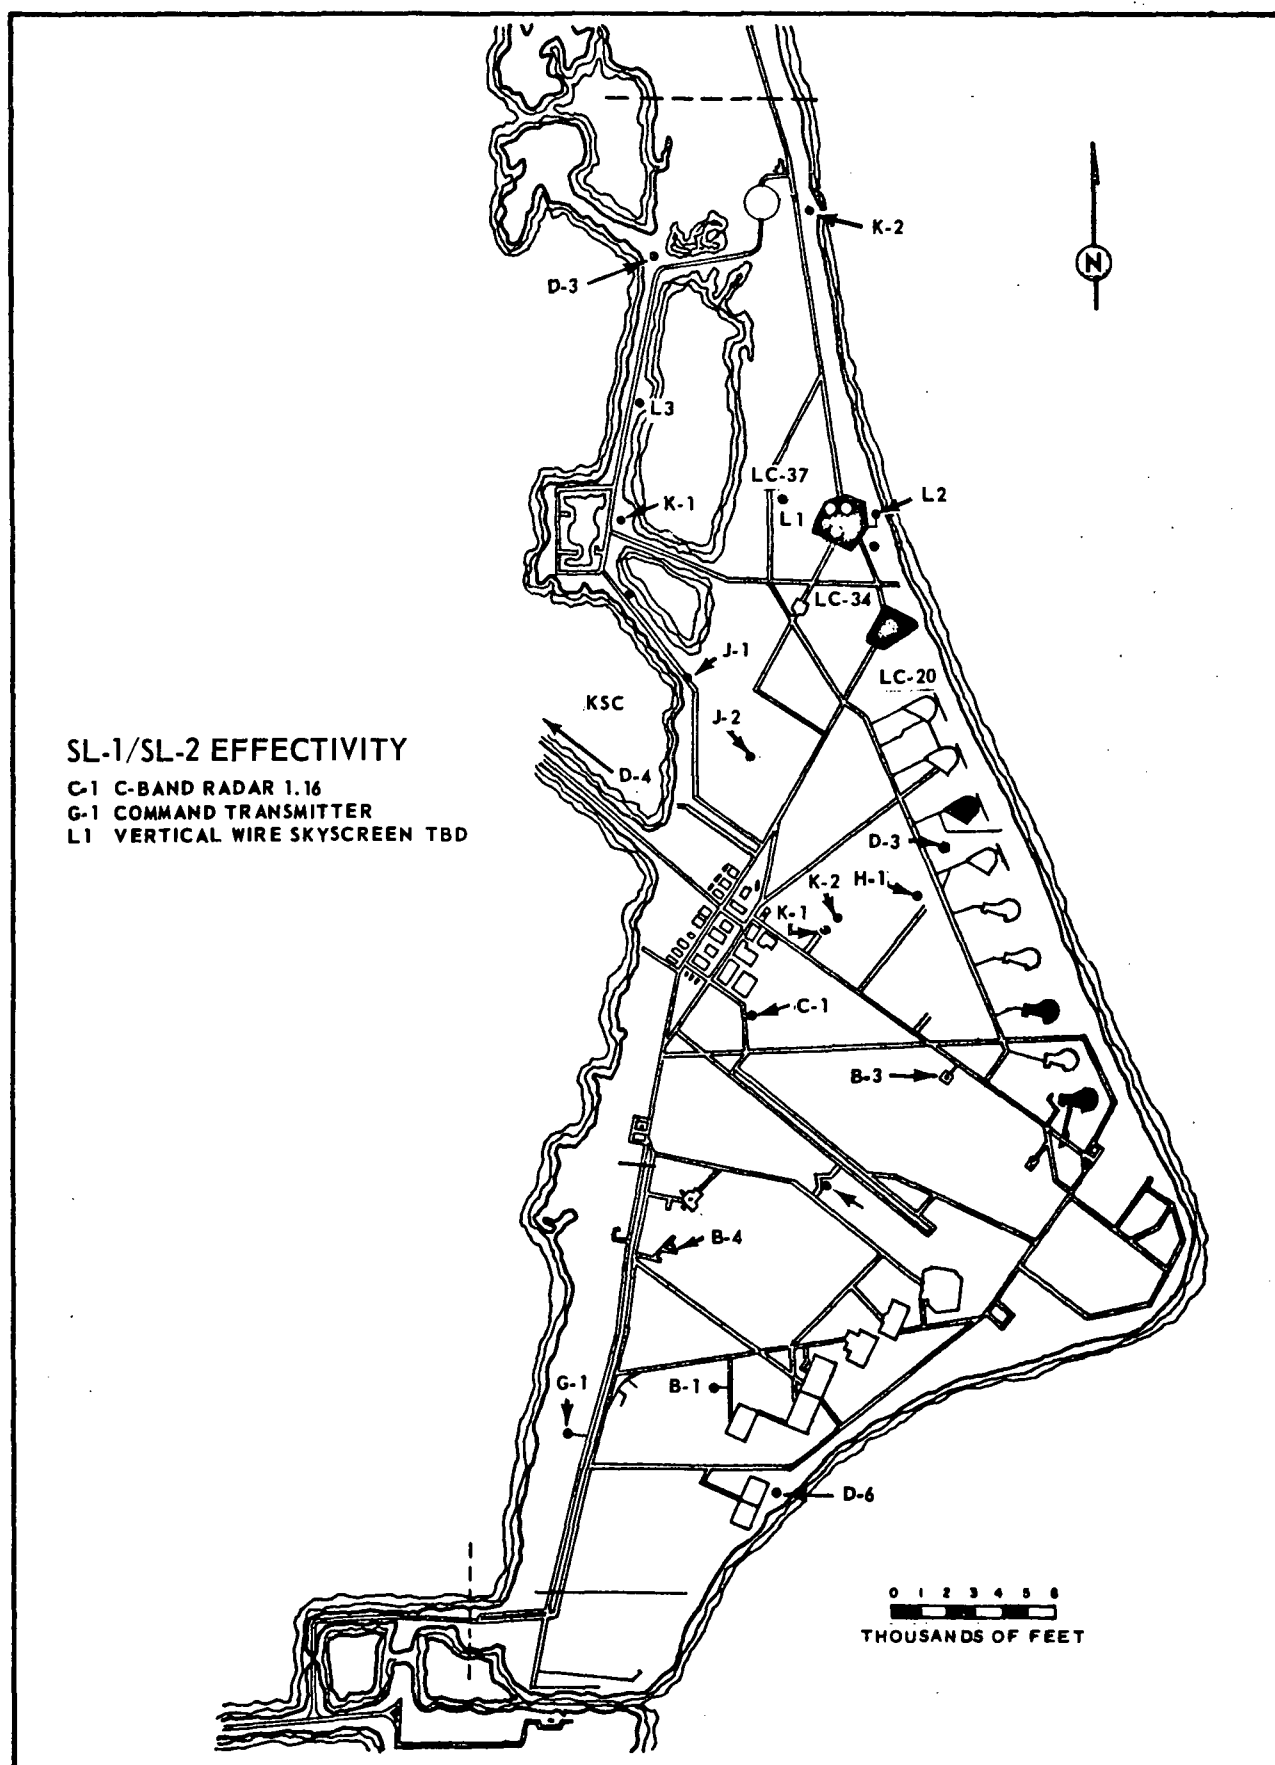 K-2
N
D-3
L3
LC-37
L2
K-1
L1
LC-34
J-1
LC-20
KSC
J-2
SL-1/SL-2 EFFECTIVITY
D-4
C-1 C-BAND RADAR 1.16
G-1 COMMAND TRANSMITTER
L1 VERTICAL WIRE SKYSCREEN TBD
D-3
K-2
H-1
K-1
C-1
B-3
B-4
G-1
B-1
D-6
0 1 2 3 4 5 6
THOUSANDS OF FEET